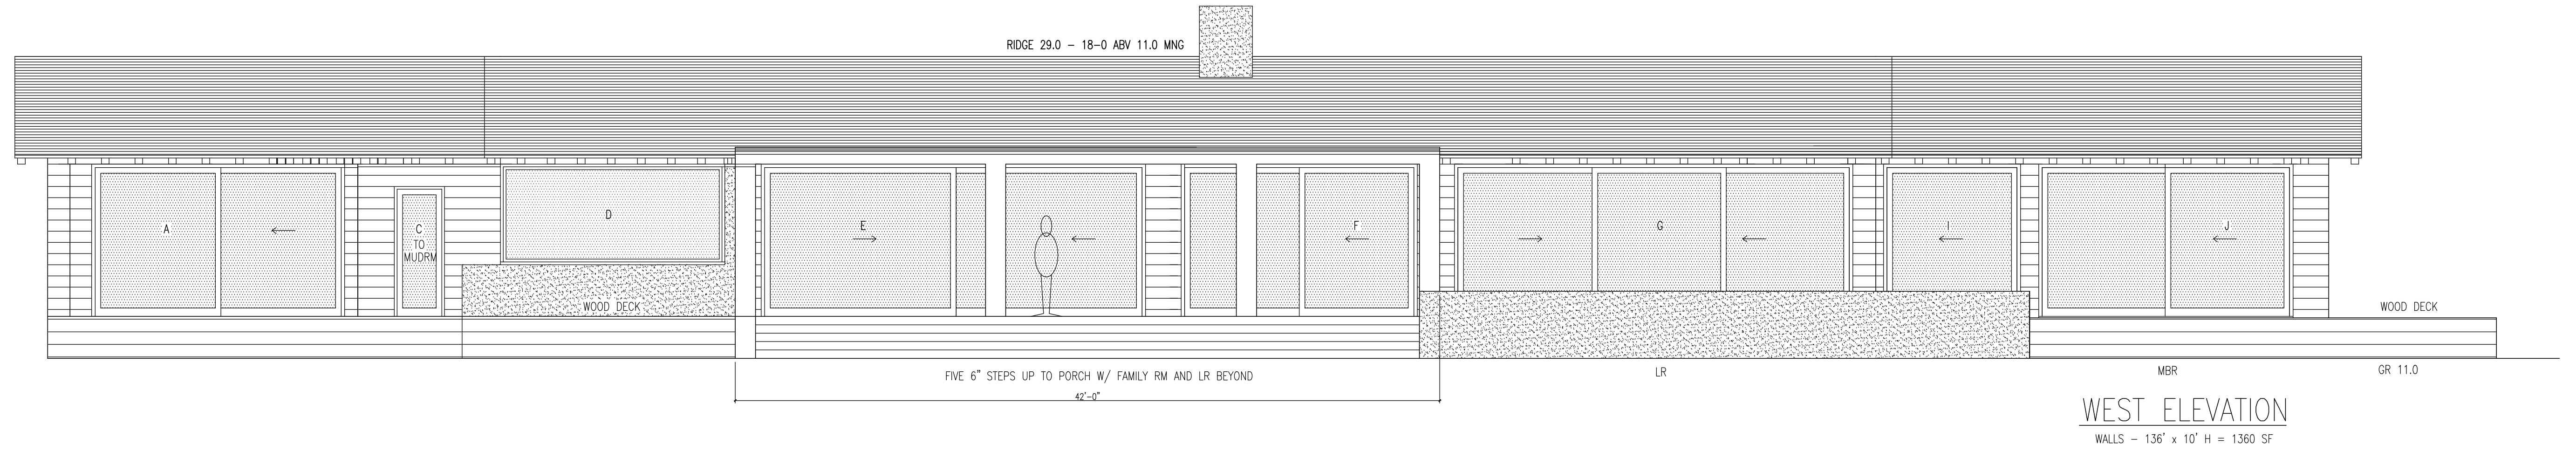 RIDGE 29.0 – 18-0 ABV 11.0 MNG
A
C
TO
MUDRM
D
WOOD DECK
E
F
G
I
J
WOOD DECK
FIVE 6" STEPS UP TO PORCH W/ FAMILY RM AND LR BEYOND
42'-0"
LR
MBR
GR 11.0
WEST ELEVATION
WALLS – 136' x 10' H = 1360 SF